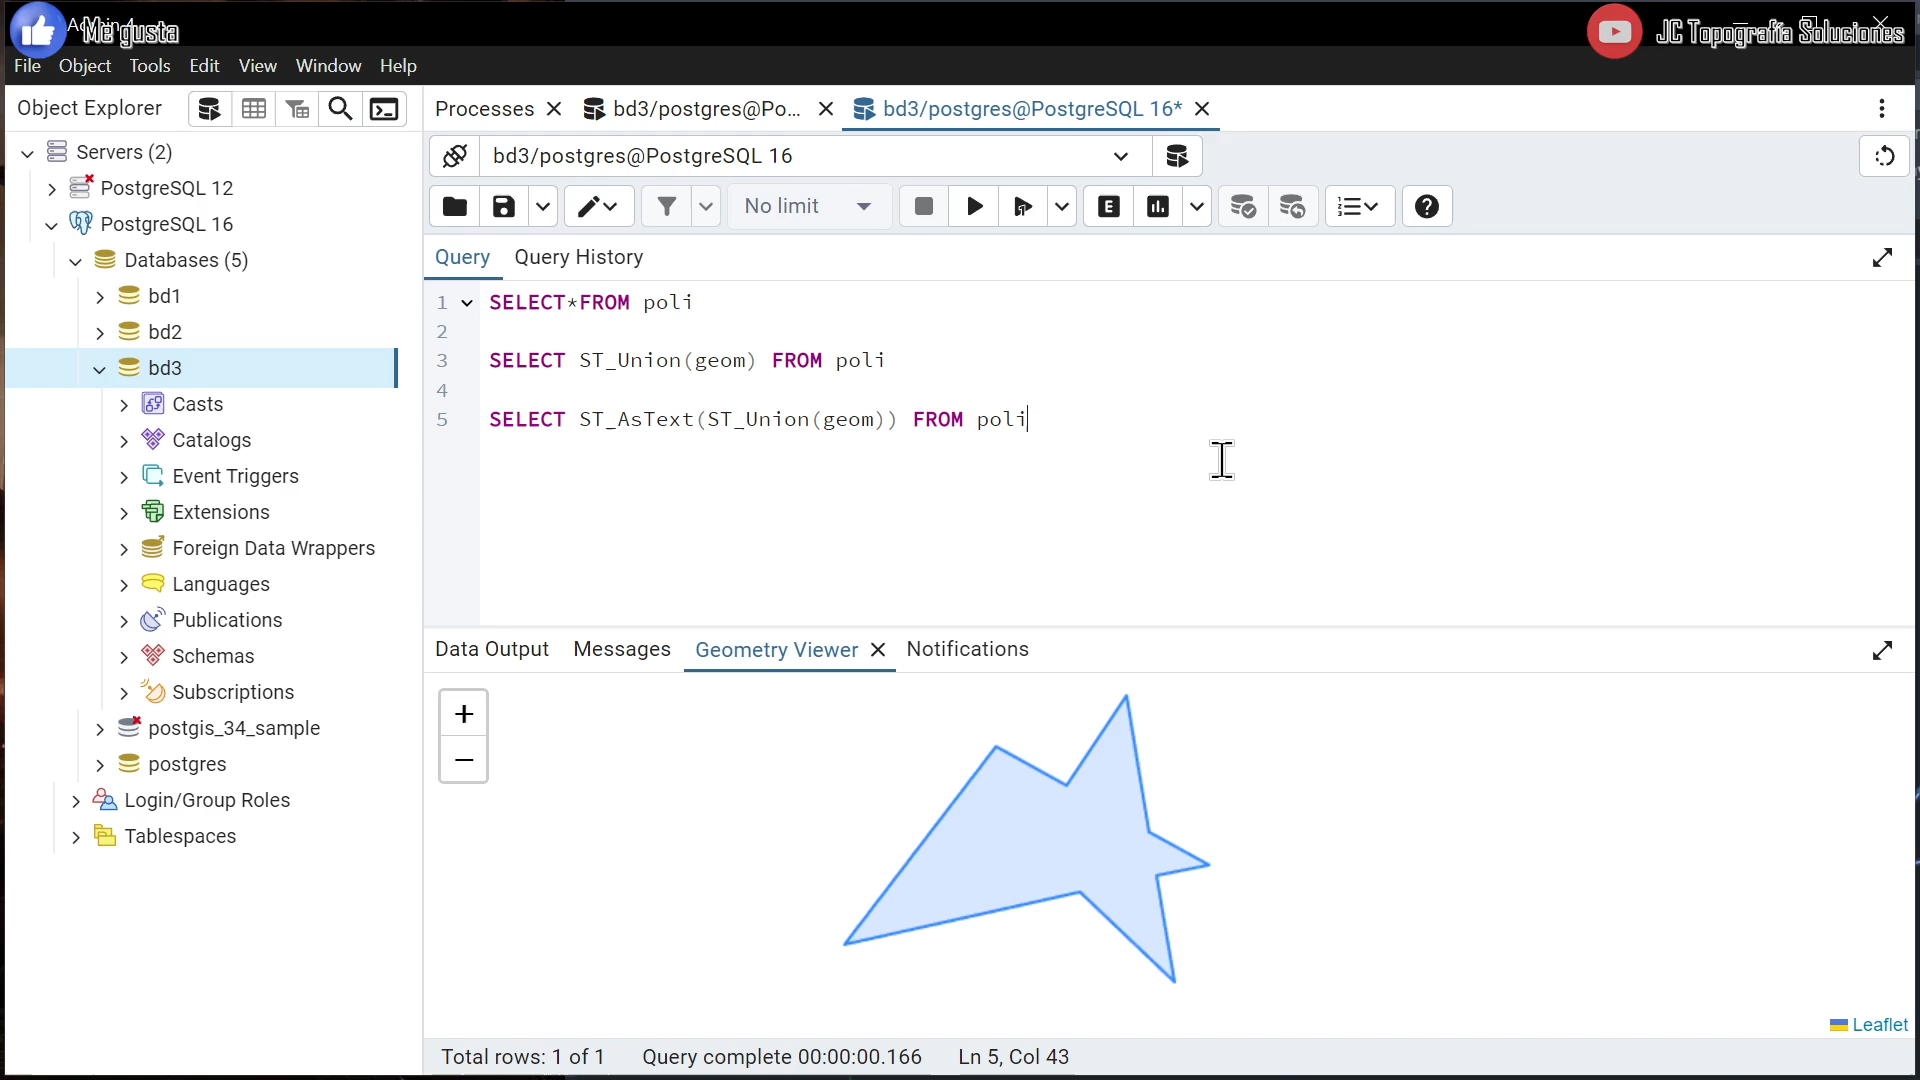 Me gusta
JC Topografía Soluciones
File Object Tools Edit View Window Help
Object Explorer
Processes bd3/postgres@Po... bd3/postgres@PostgreSQL 16*
bd3/postgres@PostgreSQL 16
No limit
Query Query History
1 SELECT*FROM poli
2
3 SELECT ST_Union(geom) FROM poli
4
5 SELECT ST_AsText(ST_Union(geom)) FROM poli
Servers (2)
PostgreSQL 12
PostgreSQL 16
Databases (5)
bd1
bd2
bd3
Casts
Catalogs
Event Triggers
Extensions
Foreign Data Wrappers
Languages
Publications
Schemas
Subscriptions
postgis_34_sample
postgres
Login/Group Roles
Tablespaces
Data Output Messages Geometry Viewer Notifications
+
−
Leaflet
Total rows: 1 of 1 Query complete 00:00:00.166 Ln 5, Col 43